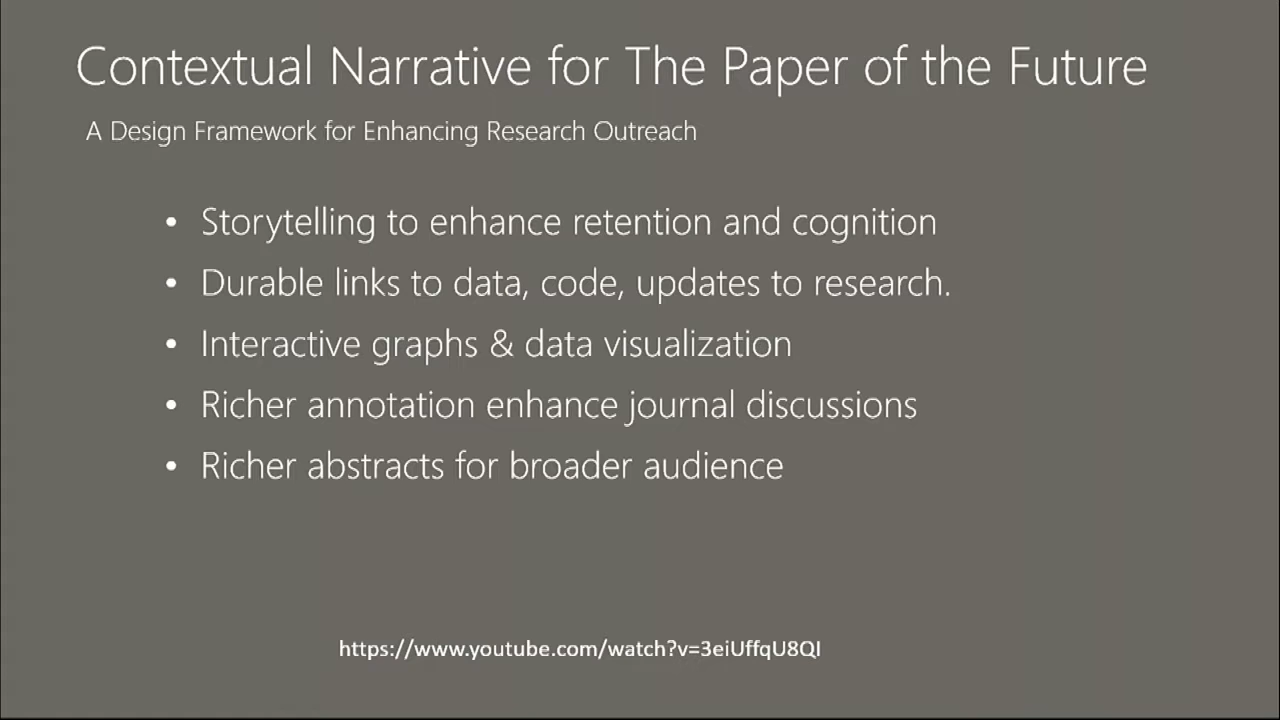 Contextual Narrative for The Paper of the Future
A Design Framework for Enhancing Research Outreach
• Storytelling to enhance retention and cognition
• Durable links to data, code, updates to research.
• Interactive graphs & data visualization
• Richer annotation enhance journal discussions
• Richer abstracts for broader audience
https://www.youtube.com/watch?v=3eiUffqU8QI